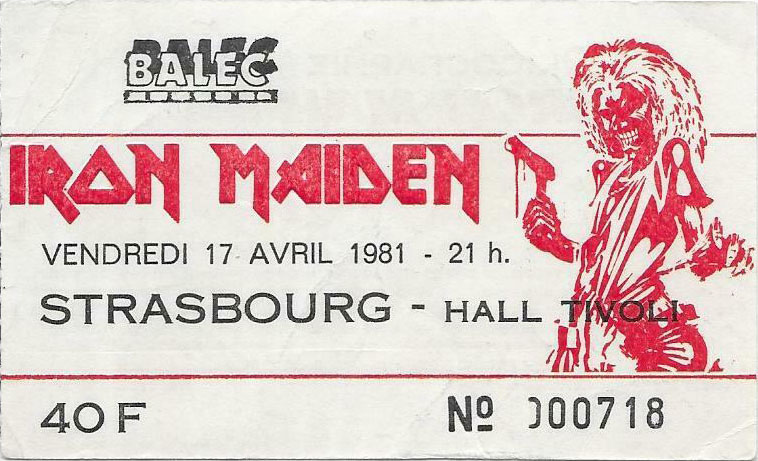 BALEC
IRON MAIDEN
VENDREDI 17 AVRIL 1981 - 21 h.
STRASBOURG - HALL TIVOLI
40 F
Nº 000718